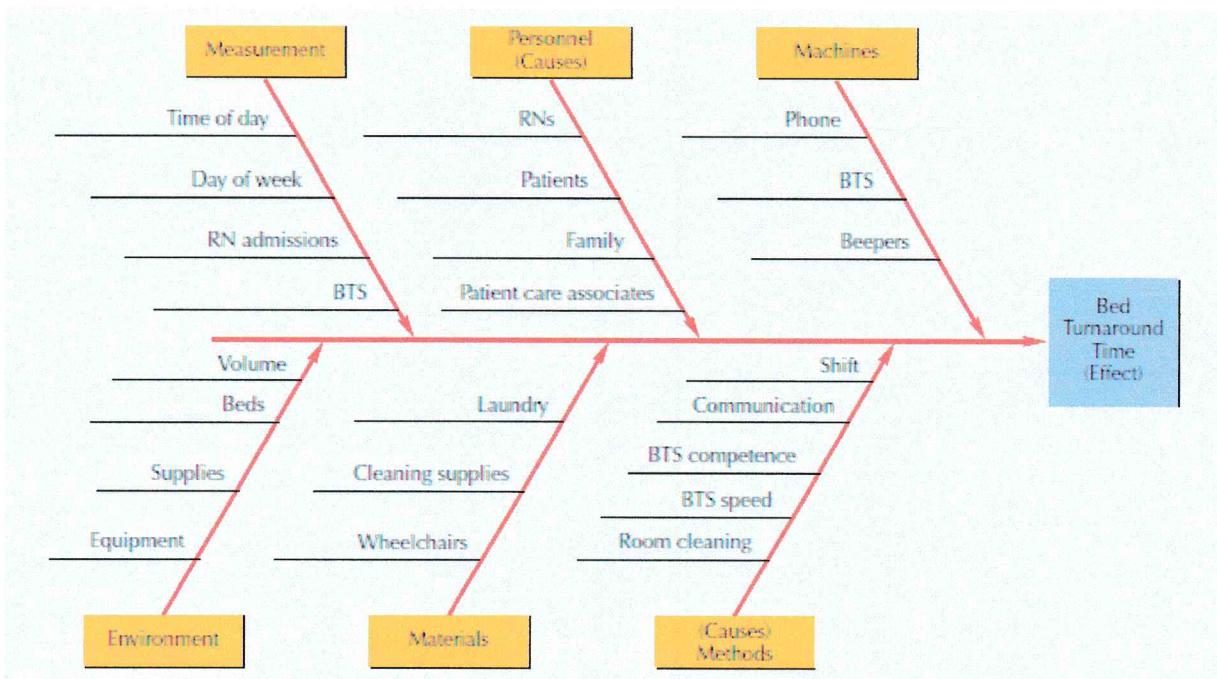 Measurement
Personnel
(Causes)
Machines
Time of day
Day of week
RN admissions
BTS
RNs
Patients
Family
Patient care associates
Phone
BTS
Beepers
Bed
Turnaround
Time
(Effect)
Volume
Beds
Supplies
Equipment
Laundry
Cleaning supplies
Wheelchairs
Shift
Communication
BTS competence
BTS speed
Room cleaning
Environment
Materials
(Causes)
Methods